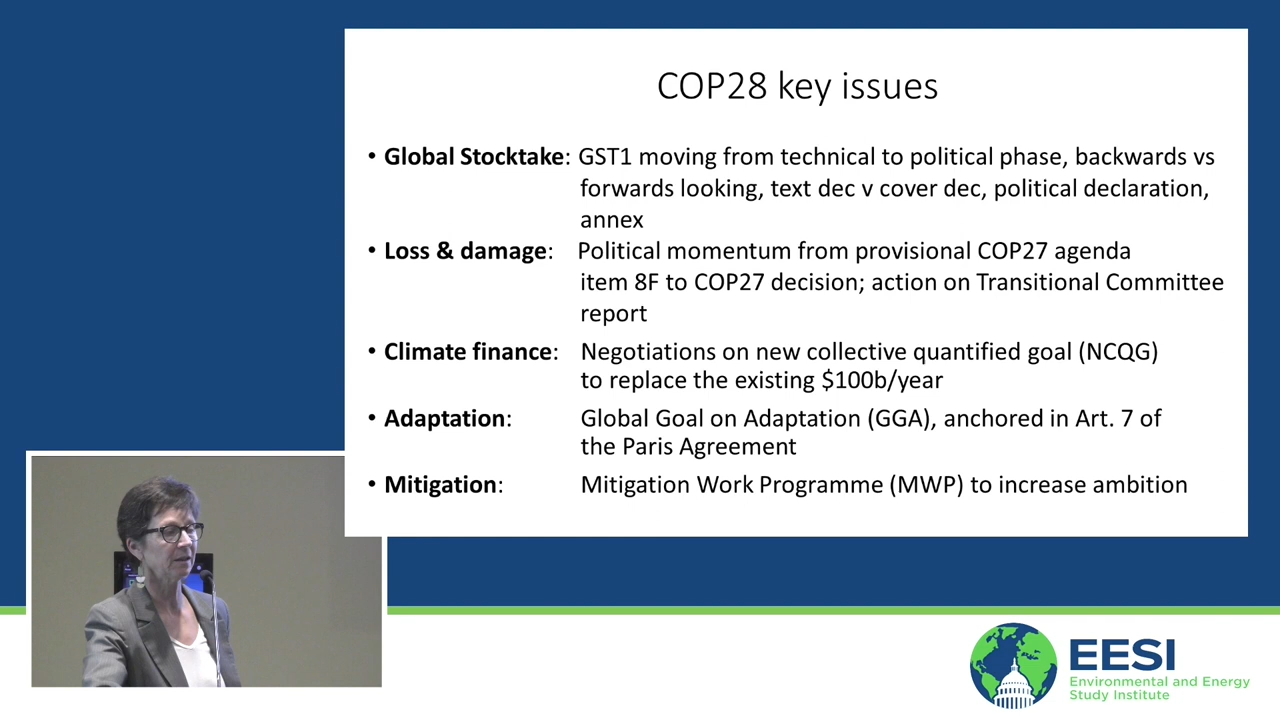 COP28 key issues
• Global Stocktake: GST1 moving from technical to political phase, backwards vs
forwards looking, text dec v cover dec, political declaration,
annex
• Loss & damage: Political momentum from provisional COP27 agenda
item 8F to COP27 decision; action on Transitional Committee
report
• Climate finance: Negotiations on new collective quantified goal (NCQG)
to replace the existing $100b/year
• Adaptation: Global Goal on Adaptation (GGA), anchored in Art. 7 of
the Paris Agreement
• Mitigation: Mitigation Work Programme (MWP) to increase ambition
EESI
Environmental and Energy
Study Institute